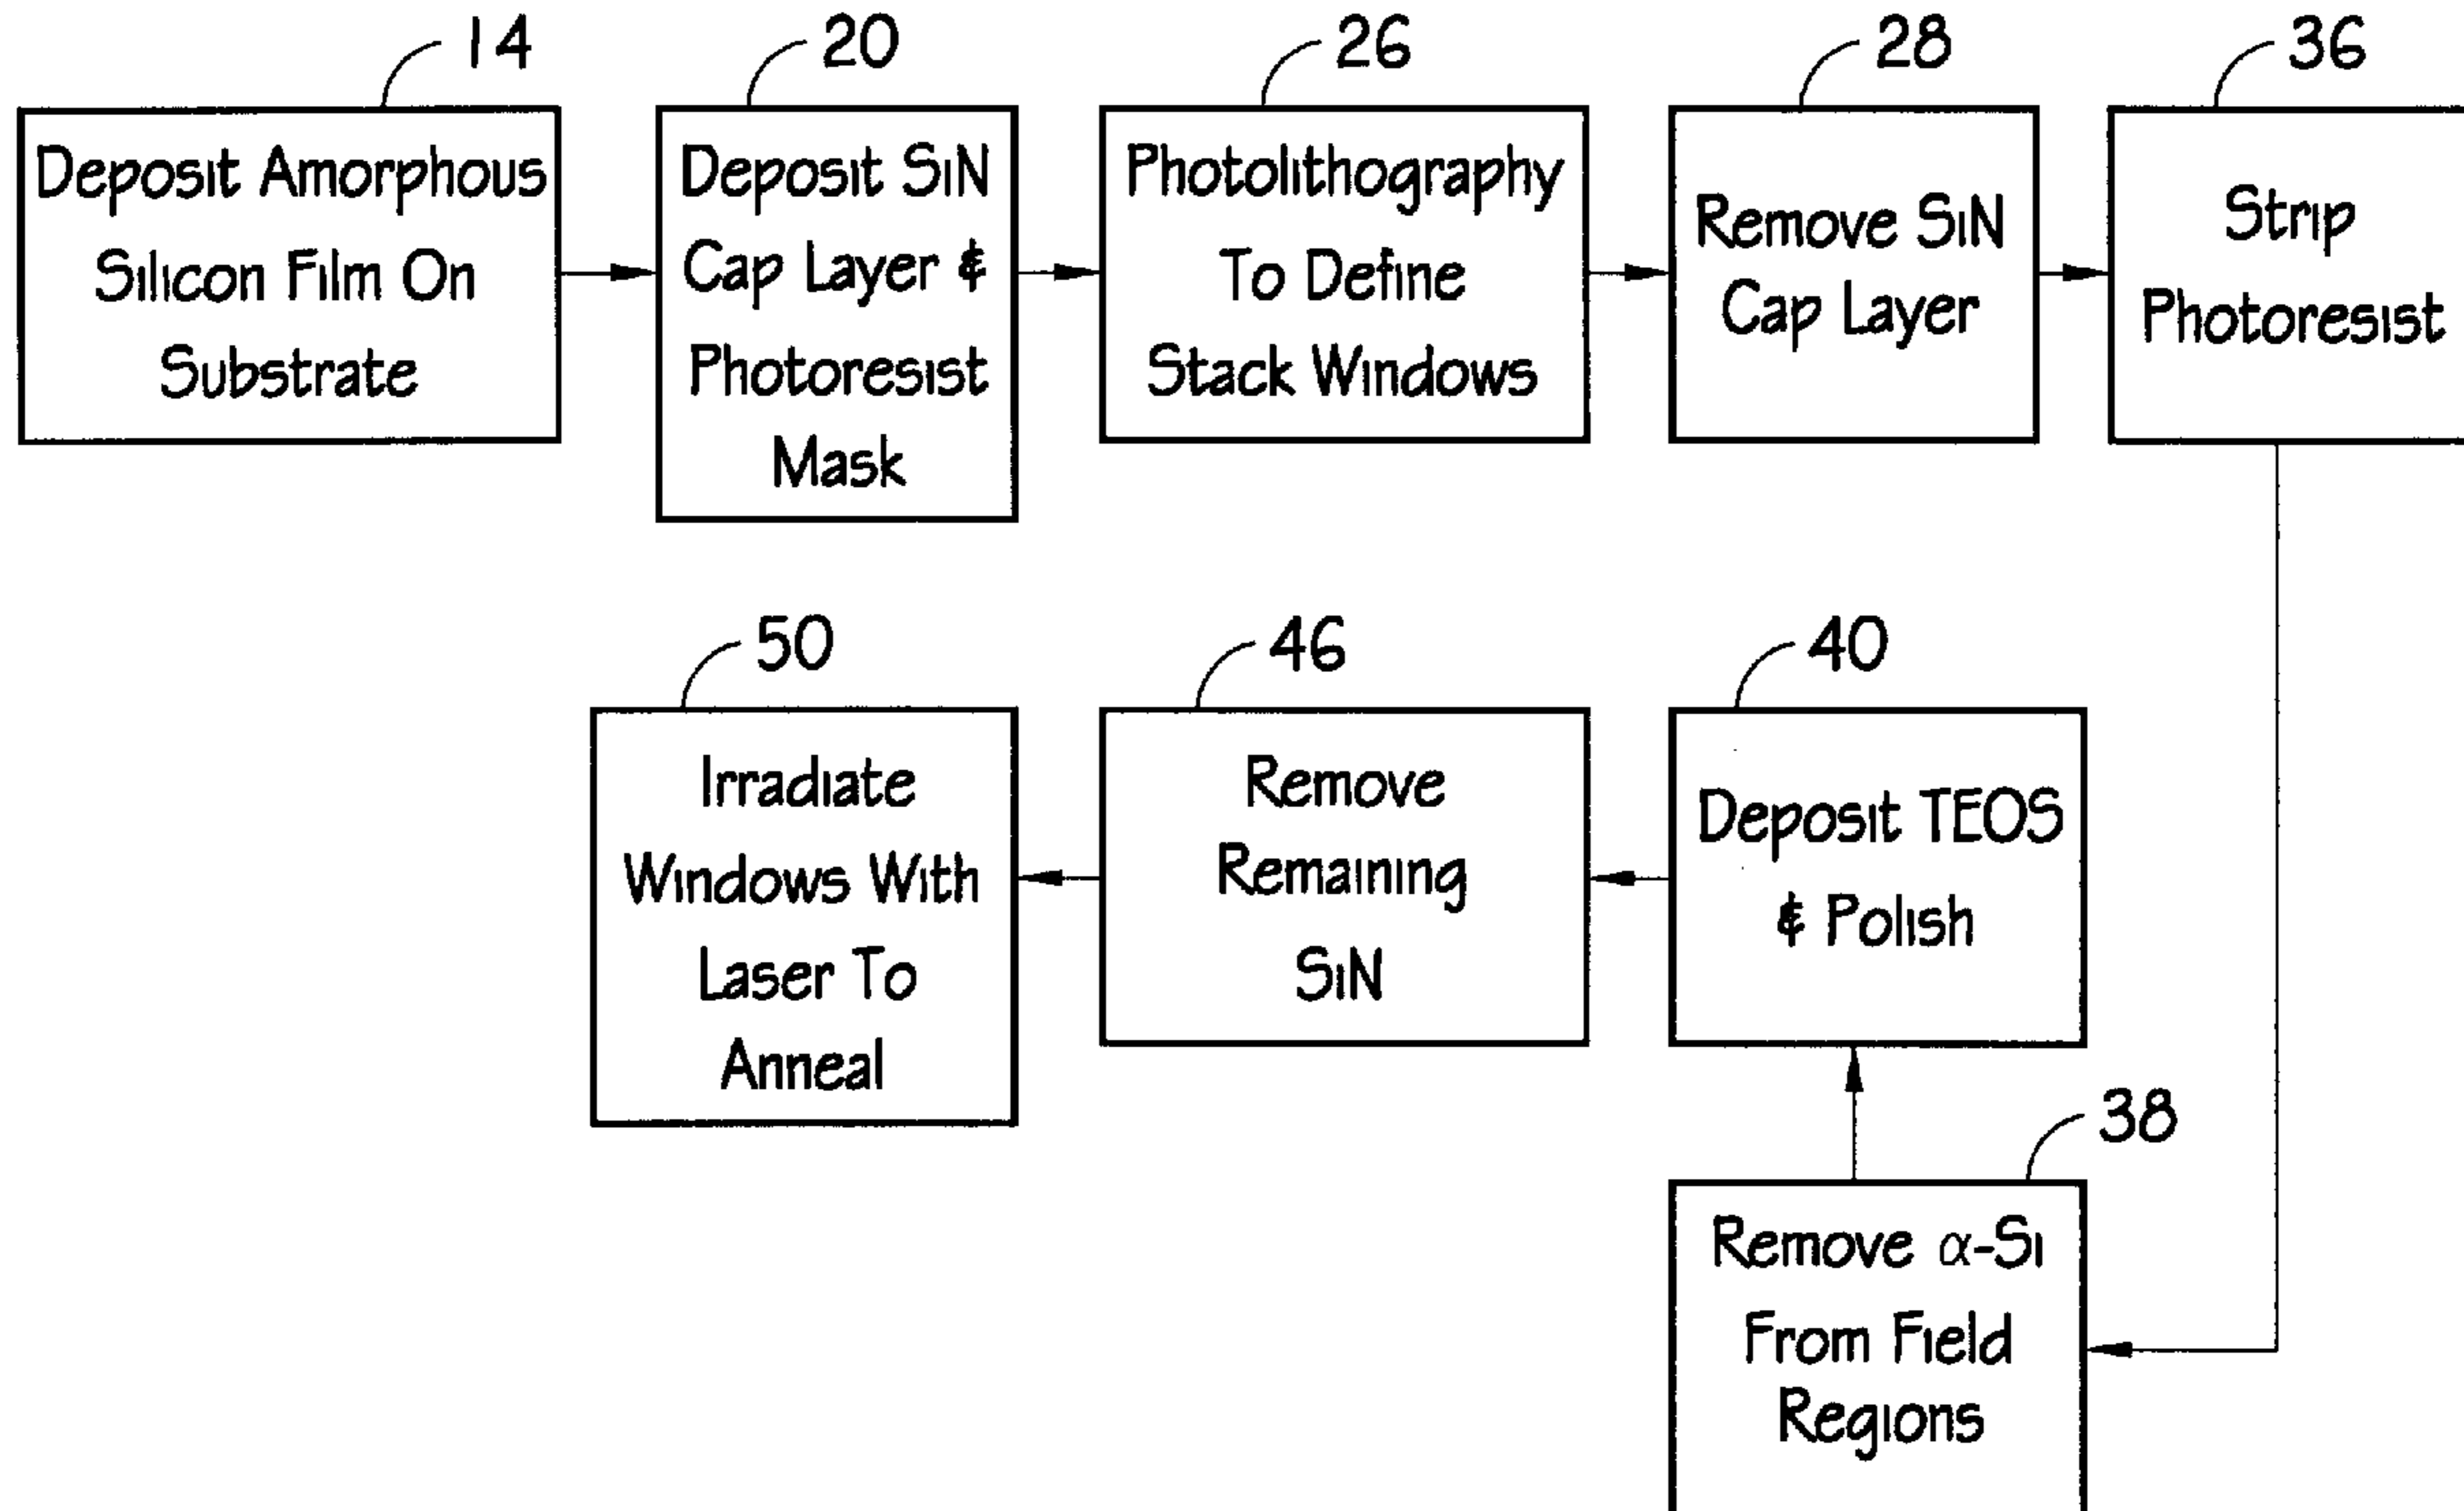 14
Deposit Amorphous
Silicon Film On
Substrate
20
Deposit SiN
Cap Layer &
Photoresist
Mask
26
Photolithography
To Define
Stack Windows
28
Remove SiN
Cap Layer
36
Strip
Photoresist
50
Irradiate
Windows With
Laser To
Anneal
46
Remove
Remaining
SiN
40
Deposit TEOS
& Polish
38
Remove α-Si
From Field
Regions